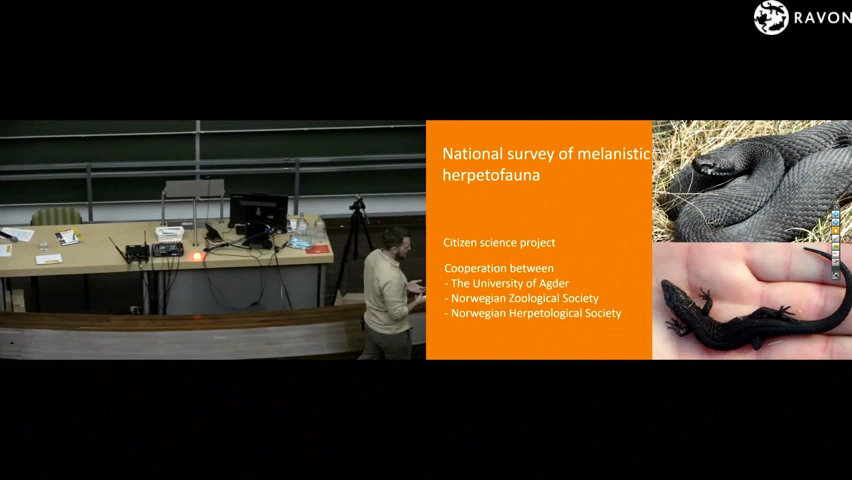 RAVON
National survey of melanistic
herpetofauna
Citizen science project
Cooperation between
- The University of Agder
- Norwegian Zoological Society
- Norwegian Herpetological Society